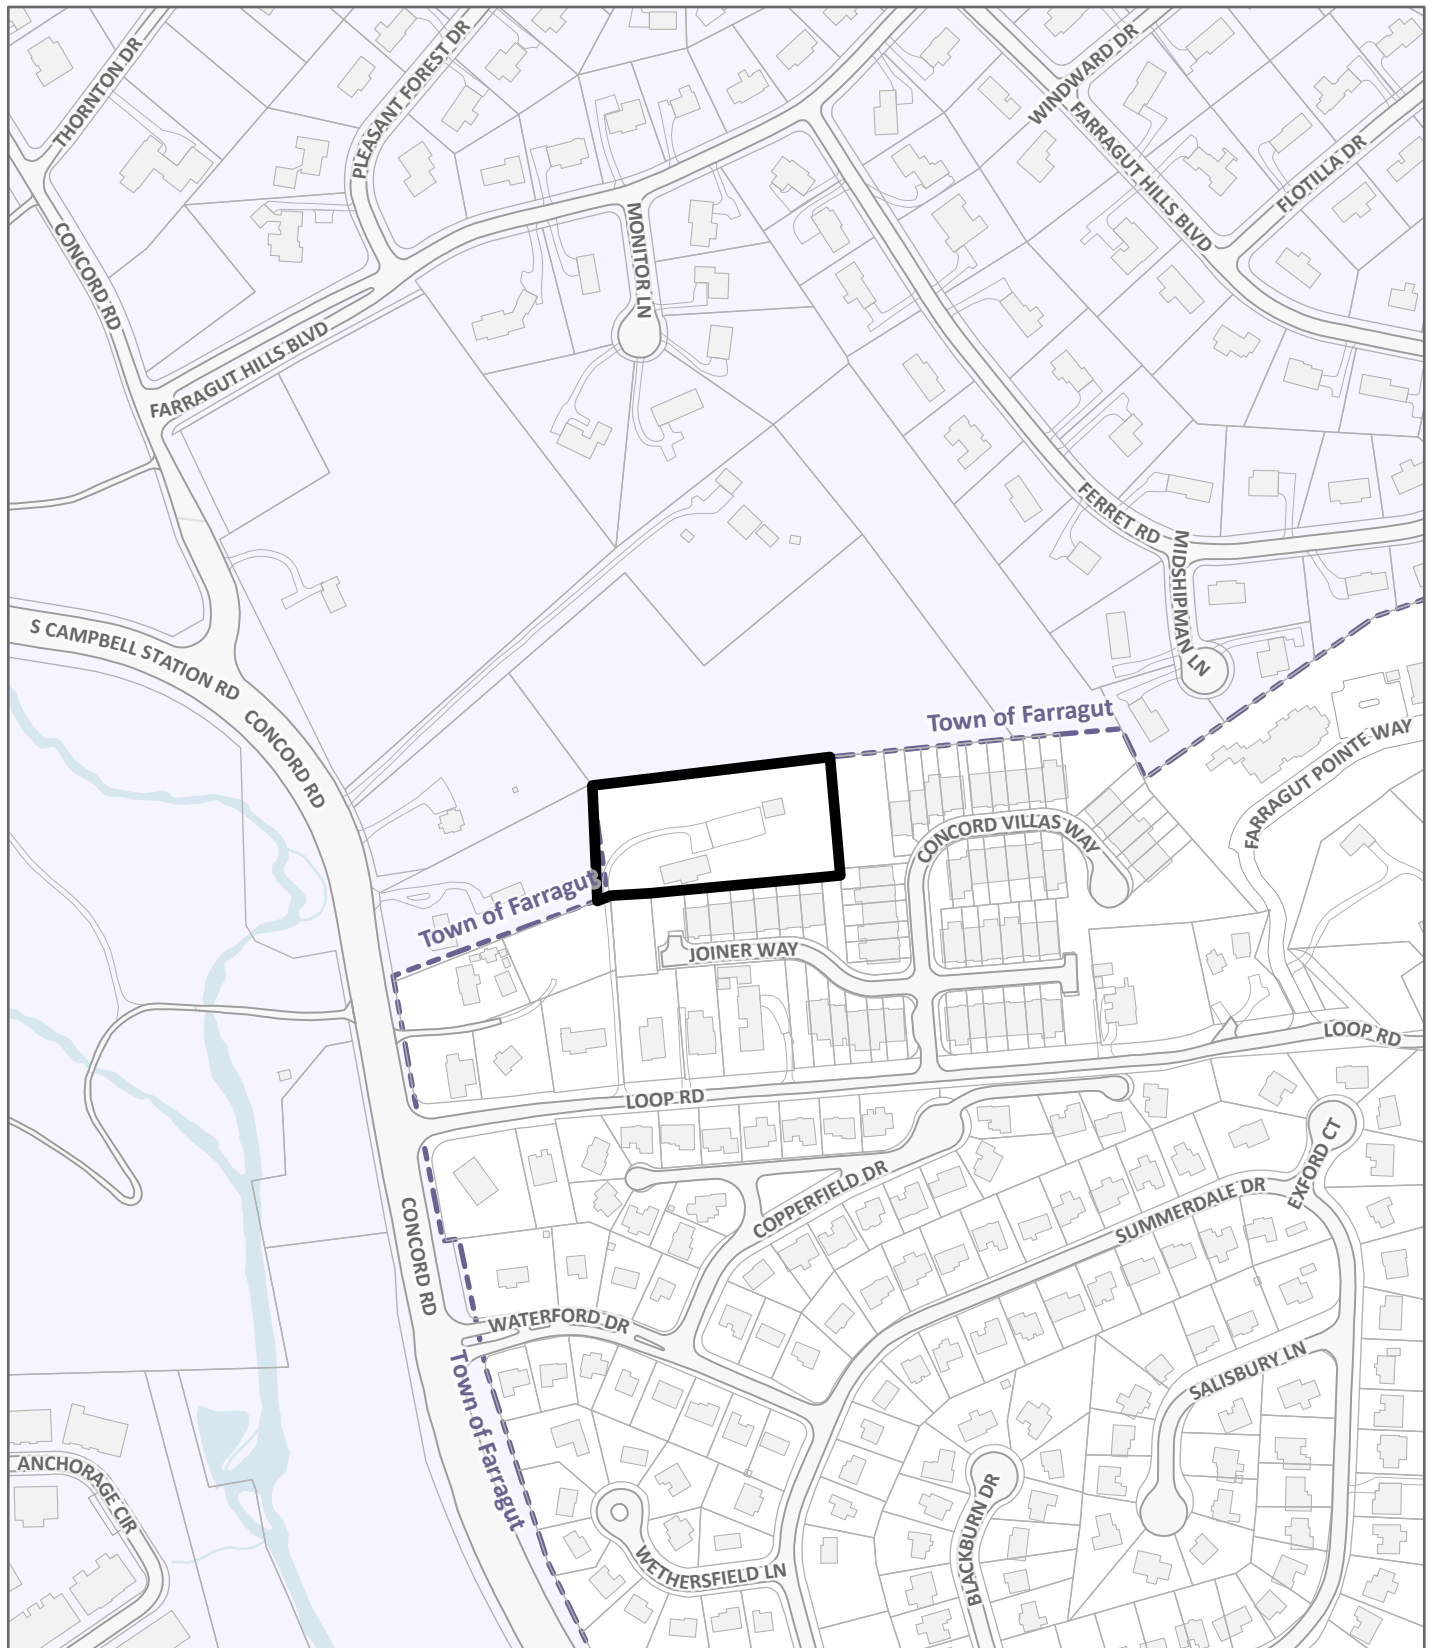 THORNTON DR
PLEASANT FOREST DR
WINDWARD DR
FARRAGUT HILLS BLVD
FLOTILLA DR
CONCORD RD
MONITOR LN
FARRAGUT HILLS BLVD
FERRET RD
MIDSHIPMAN LN
S CAMPBELL STATION RD
CONCORD RD
Town of Farragut
FARRAGUT POINTE WAY
CONCORD VILLAS WAY
Town of Farragut
JOINER WAY
LOOP RD
LOOP RD
COPPERFIELD DR
EXFORD CT
SUMMERDALE DR
CONCORD RD
WATERFORD DR
SALISBURY LN
Town of Farragut
ANCHORAGE CIR
BLACKBURN DR
WETHERSFIELD LN